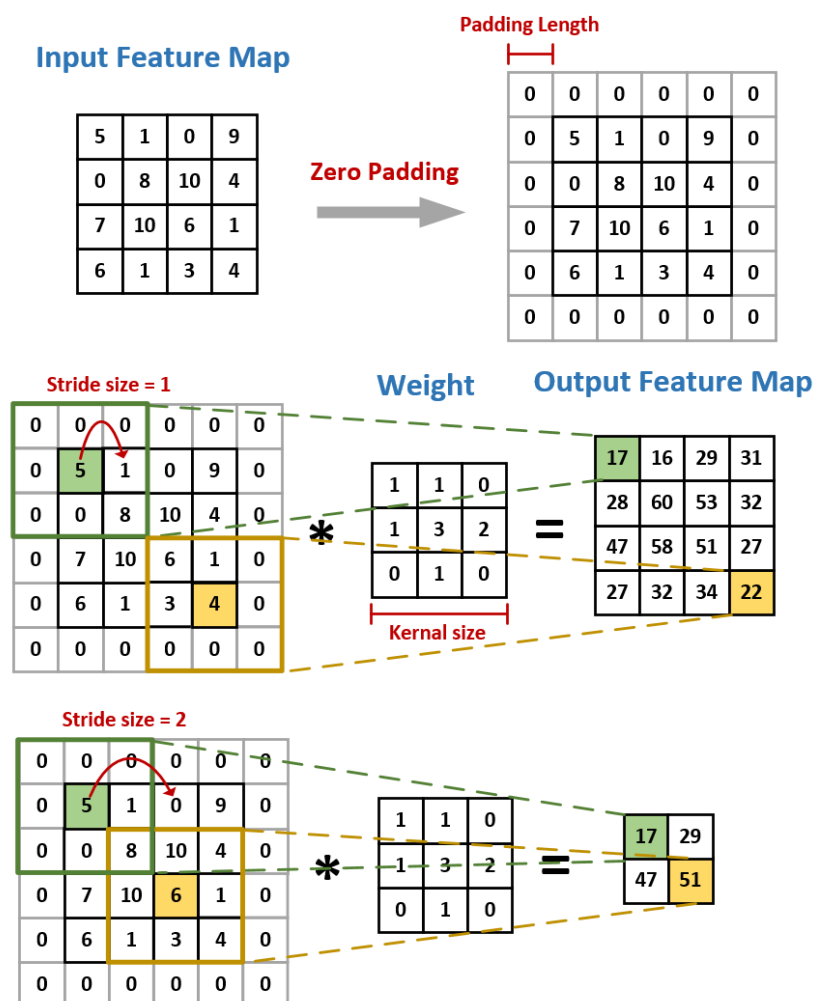 Padding Length
Input Feature Map
0 0 0 0 0 0
5 1 0 9
0 5 1 0 9 0
0 8 10 4
Zero Padding
0 0 8 10 4 0
7 10 6 1
0 7 10 6 1 0
6 1 3 4
0 6 1 3 4 0
0 0 0 0 0 0
Stride size = 1
Weight
Output Feature Map
0 0 0 0 0 0
0 5 1 0 9 0
0 0 8 10 4 0
0 7 10 6 1 0
0 6 1 3 4 0
0 0 0 0 0 0
*
1 1 0
1 3 2
0 1 0
Kernal size
=
17 16 29 31
28 60 53 32
47 58 51 27
27 32 34 22
Stride size = 2
0 0 0 0 0 0
0 5 1 0 9 0
0 0 8 10 4 0
0 7 10 6 1 0
0 6 1 3 4 0
0 0 0 0 0 0
*
1 1 0
1 3 2
0 1 0
=
17 29
47 51